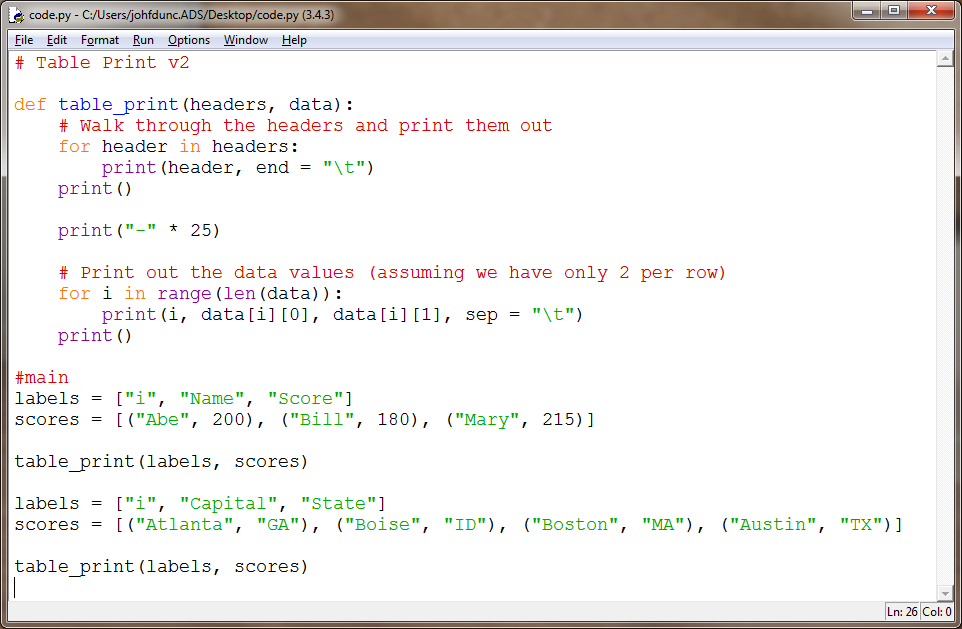 code.py - C:/Users/johfdunc.ADS/Desktop/code.py (3.4.3)
File Edit Format Run Options Window Help
# Table Print v2

def table_print(headers, data):
    # Walk through the headers and print them out
    for header in headers:
        print(header, end = "\t")
    print()

    print("-" * 25)

    # Print out the data values (assuming we have only 2 per row)
    for i in range(len(data)):
        print(i, data[i][0], data[i][1], sep = "\t")
    print()

#main
labels = ["i", "Name", "Score"]
scores = [("Abe", 200), ("Bill", 180), ("Mary", 215)]

table_print(labels, scores)

labels = ["i", "Capital", "State"]
scores = [("Atlanta", "GA"), ("Boise", "ID"), ("Boston", "MA"), ("Austin", "TX")]

table_print(labels, scores)
Ln: 26 Col: 0